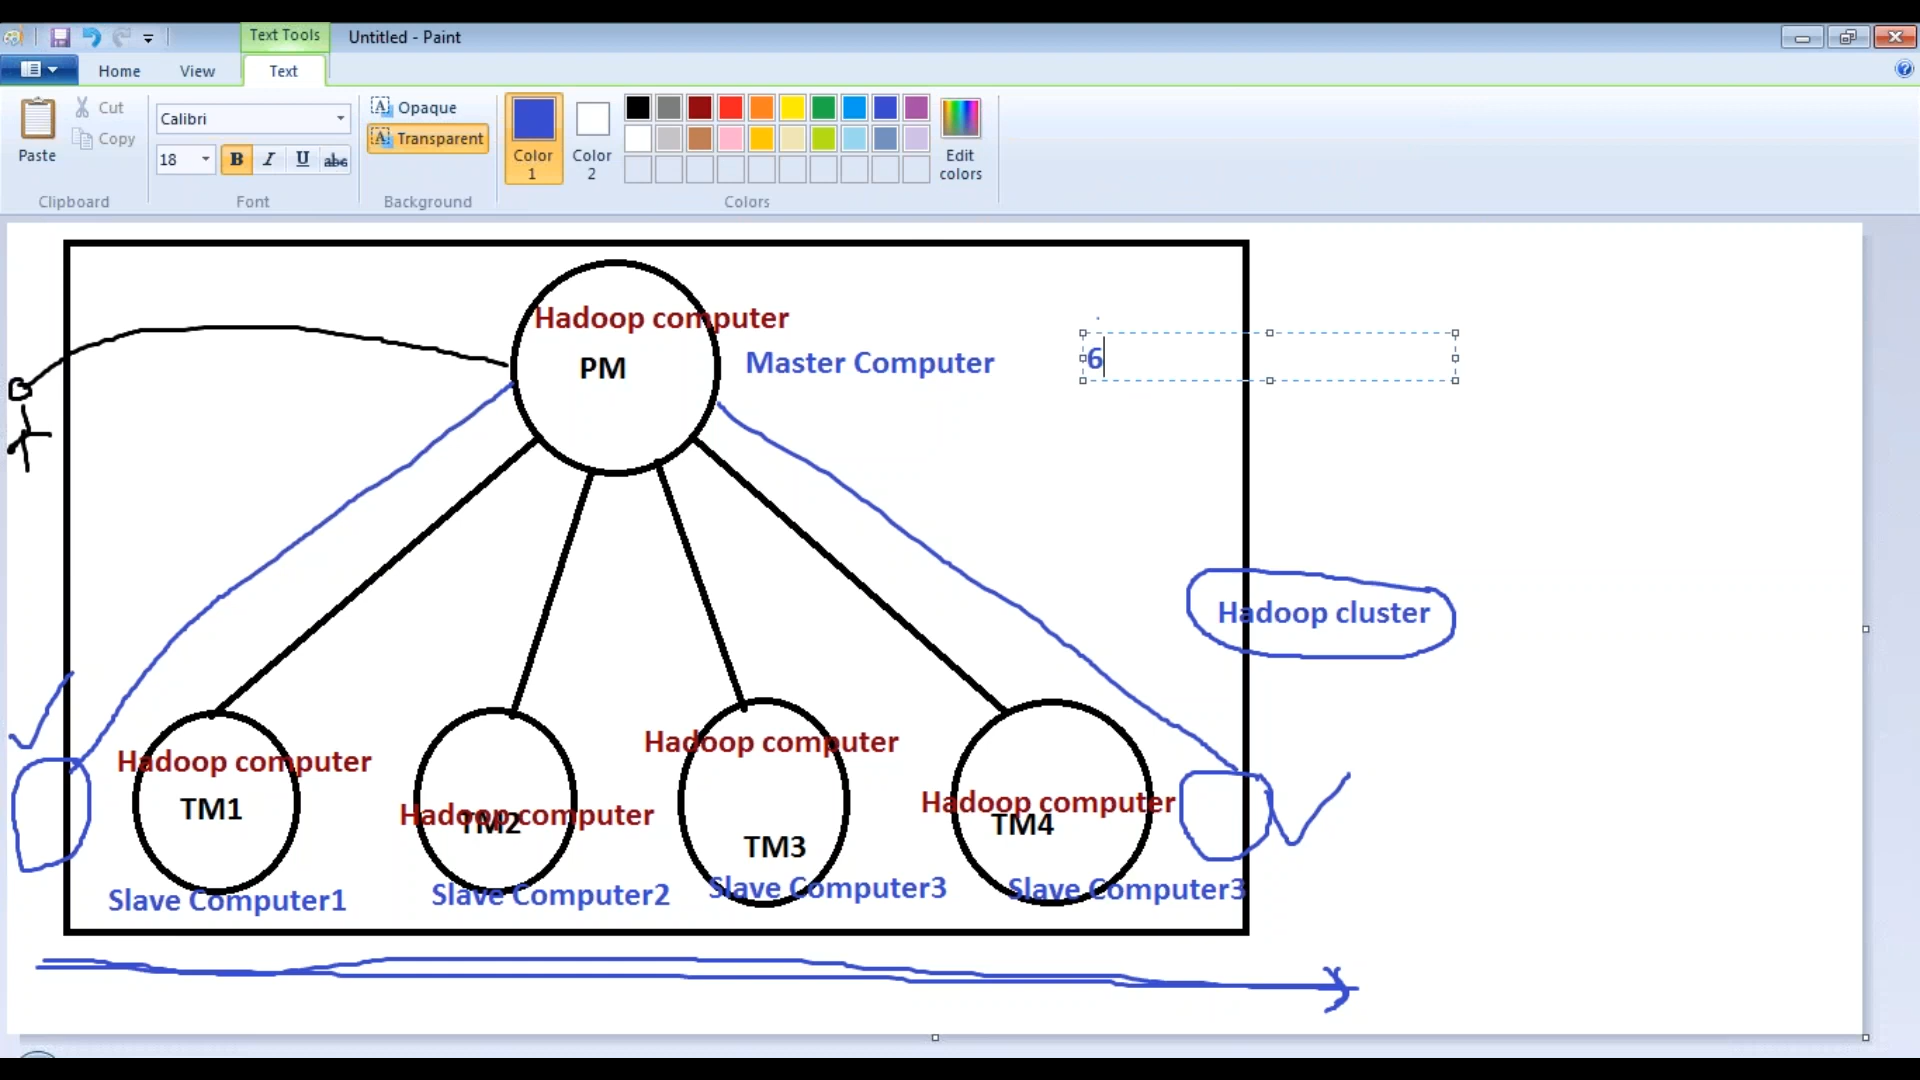 Text Tools
Untitled - Paint
Home
View
Text
Paste
Cut
Copy
Clipboard
Calibri
18
B I U abc
Font
Opaque
Transparent
Background
Color
1
Color
2
Edit
colors
Colors
Hadoop computer
PM
Master Computer
6
Hadoop cluster
Hadoop computer
TM1
Slave Computer1
Hadoop computer
TM2
Slave Computer2
Hadoop computer
TM3
Slave Computer3
Hadoop computer
TM4
Slave Computer3